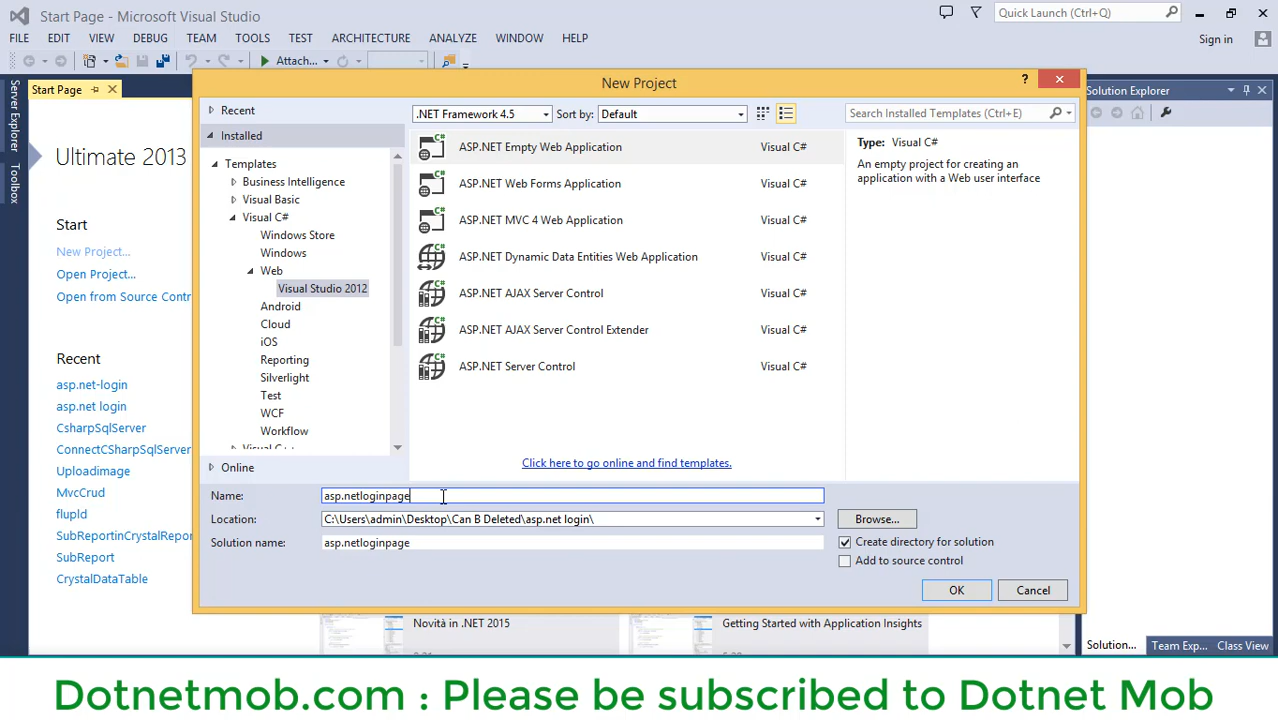 Start Page - Microsoft Visual Studio
Quick Launch (Ctrl+Q)
FILE EDIT VIEW DEBUG TEAM TOOLS TEST ARCHITECTURE ANALYZE WINDOW HELP
Sign in
Attach...
Server Explorer
Toolbox
Start Page
Ultimate 2013
Start
New Project...
Open Project...
Open from Source Contr
Recent
asp.net-login
asp.net login
CsharpSqlServer
ConnectCSharpSqlServer
Uploadimage
MvcCrud
flupld
SubReportinCrystalRepor
SubReport
CrystalDataTable
New Project
?
Recent
Installed
Templates
Business Intelligence
Visual Basic
Visual C#
Windows Store
Windows
Web
Visual Studio 2012
Android
Cloud
iOS
Reporting
Silverlight
Test
WCF
Workflow
Visual C++
Online
.NET Framework 4.5 Sort by: Default
Search Installed Templates (Ctrl+E)
ASP.NET Empty Web Application Visual C#
ASP.NET Web Forms Application Visual C#
ASP.NET MVC 4 Web Application Visual C#
ASP.NET Dynamic Data Entities Web Application Visual C#
ASP.NET AJAX Server Control Visual C#
ASP.NET AJAX Server Control Extender Visual C#
ASP.NET Server Control Visual C#
Type: Visual C#
An empty project for creating an
application with a Web user interface
Click here to go online and find templates.
Name: asp.netloginpage
Location: C:\Users\admin\Desktop\Can B Deleted\asp.net login\
Browse...
Solution name: asp.netloginpage
Create directory for solution
Add to source control
OK Cancel
Novità in .NET 2015
Getting Started with Application Insights
Solution Explorer
Solution... Team Exp... Class View
Dotnetmob.com : Please be subscribed to Dotnet Mob